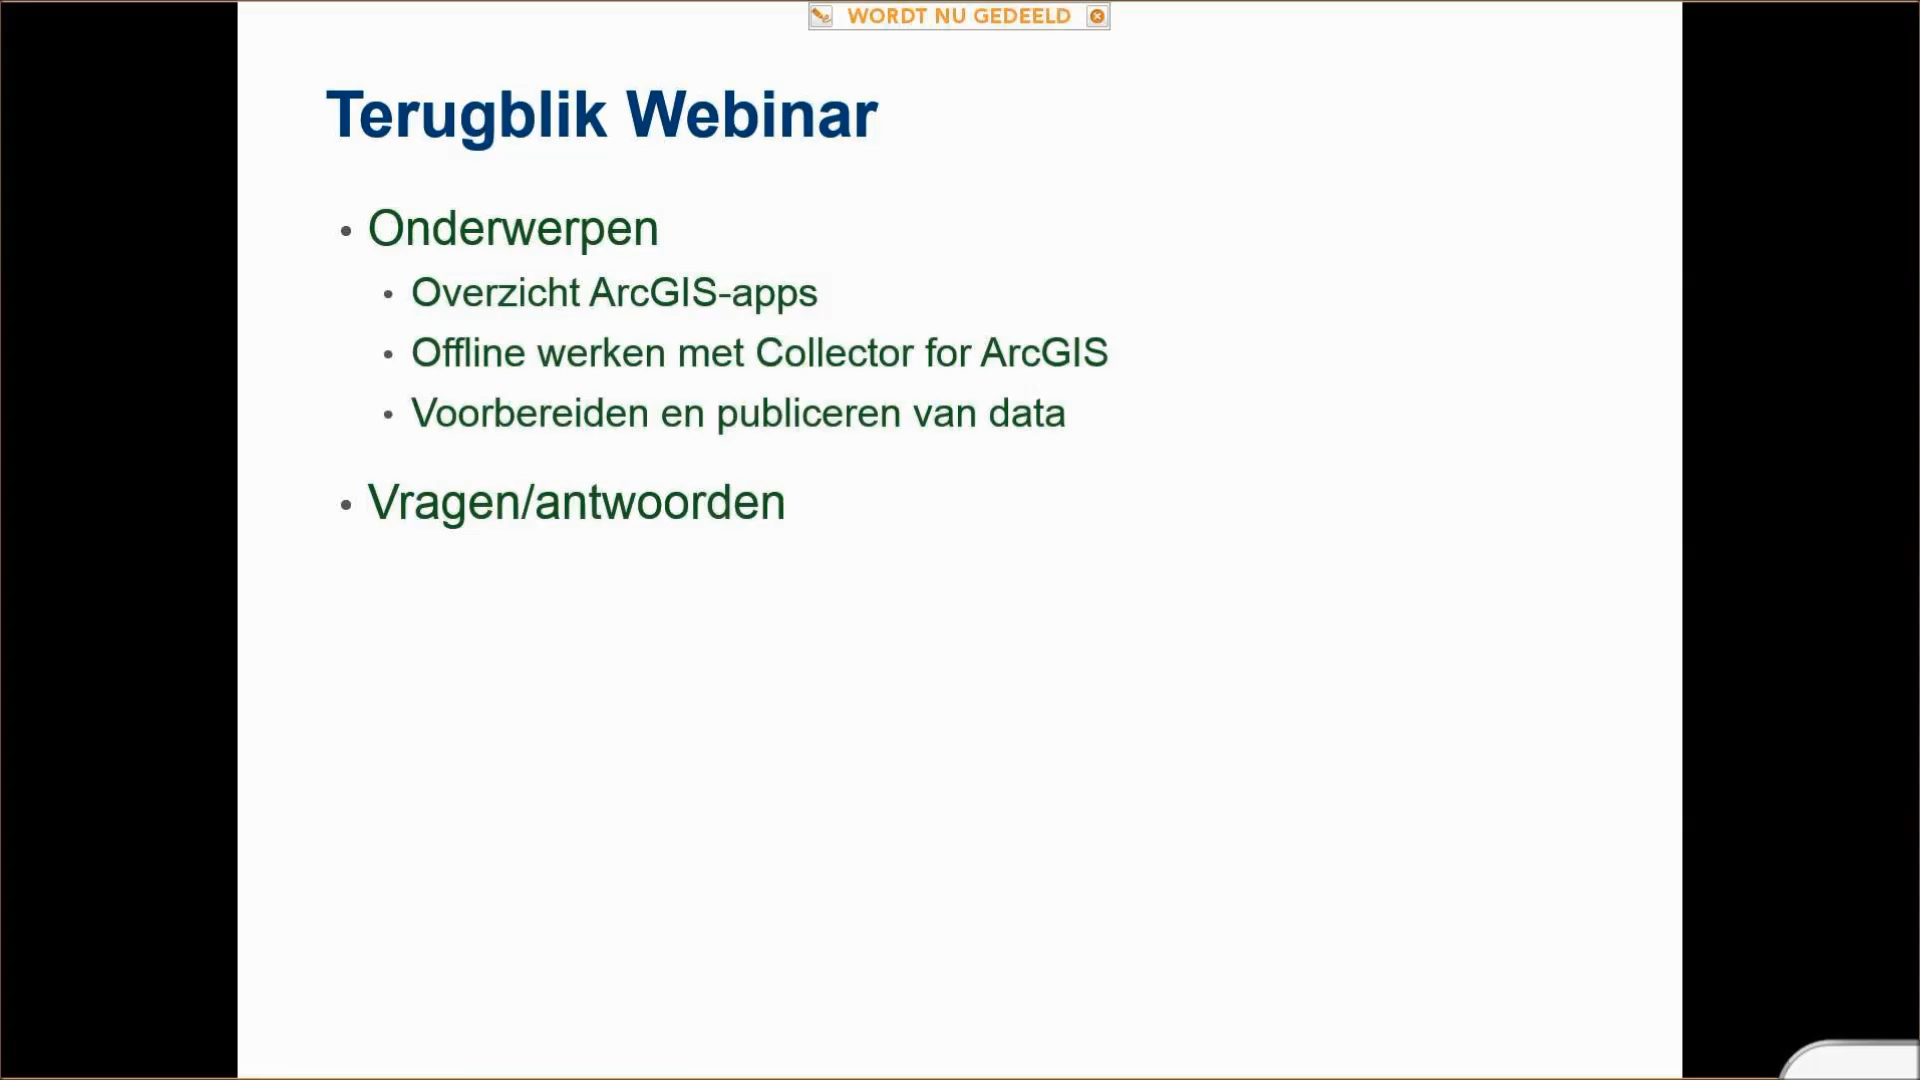 WORDT NU GEDEELD
Terugblik Webinar
• Onderwerpen
• Overzicht ArcGIS-apps
• Offline werken met Collector for ArcGIS
• Voorbereiden en publiceren van data
• Vragen/antwoorden